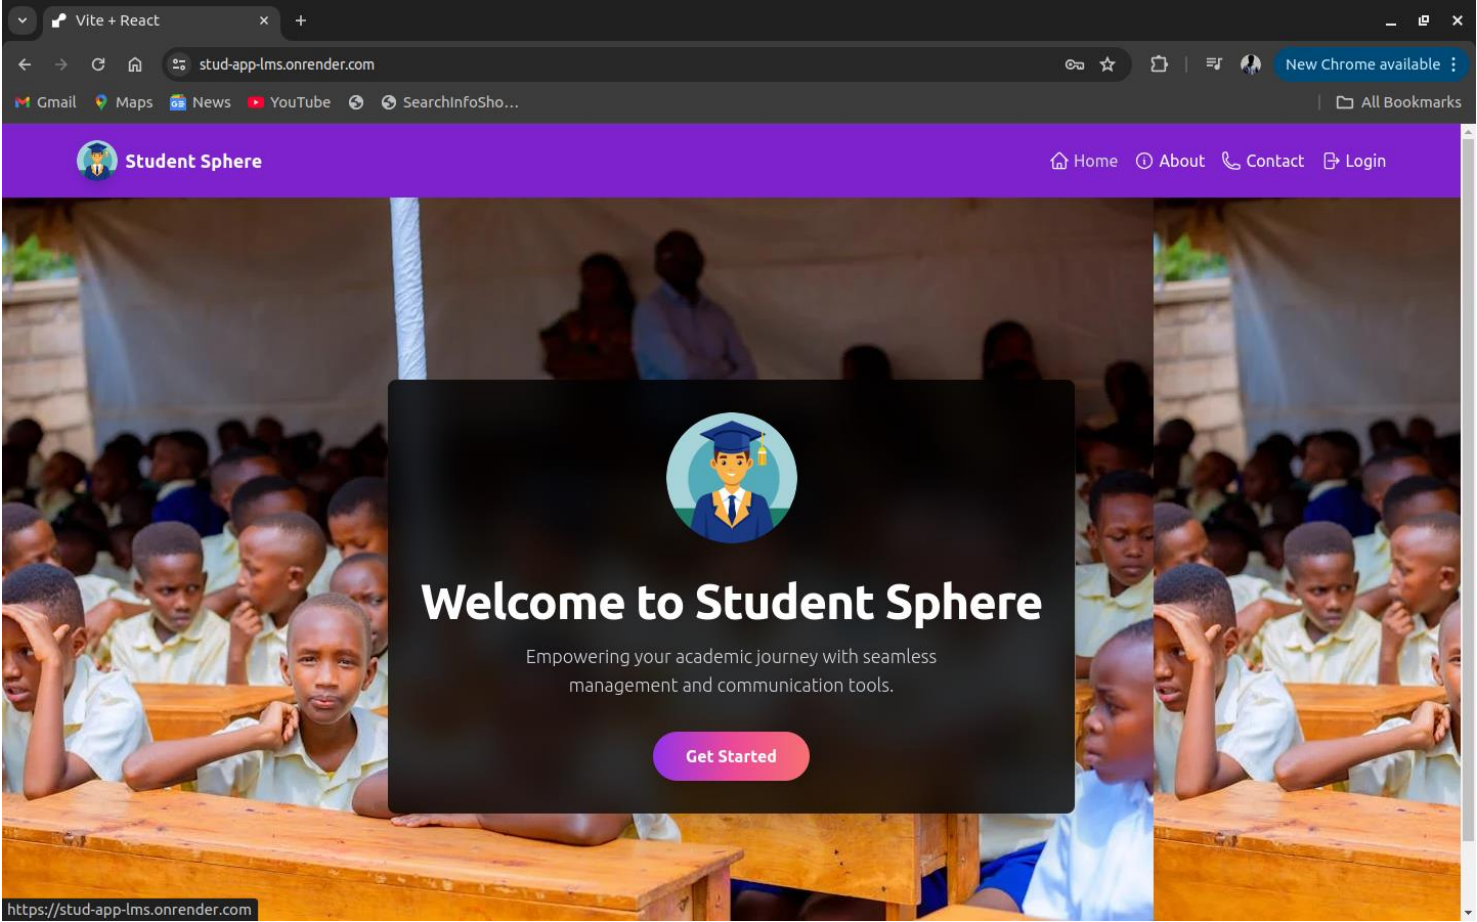 Vite + React
stud-app-lms.onrender.com
New Chrome available
Gmail
Maps
News
YouTube
SearchInfoSho...
All Bookmarks
Student Sphere
Home
About
Contact
Login
Welcome to Student Sphere
Empowering your academic journey with seamless
management and communication tools.
Get Started
https://stud-app-lms.onrender.com